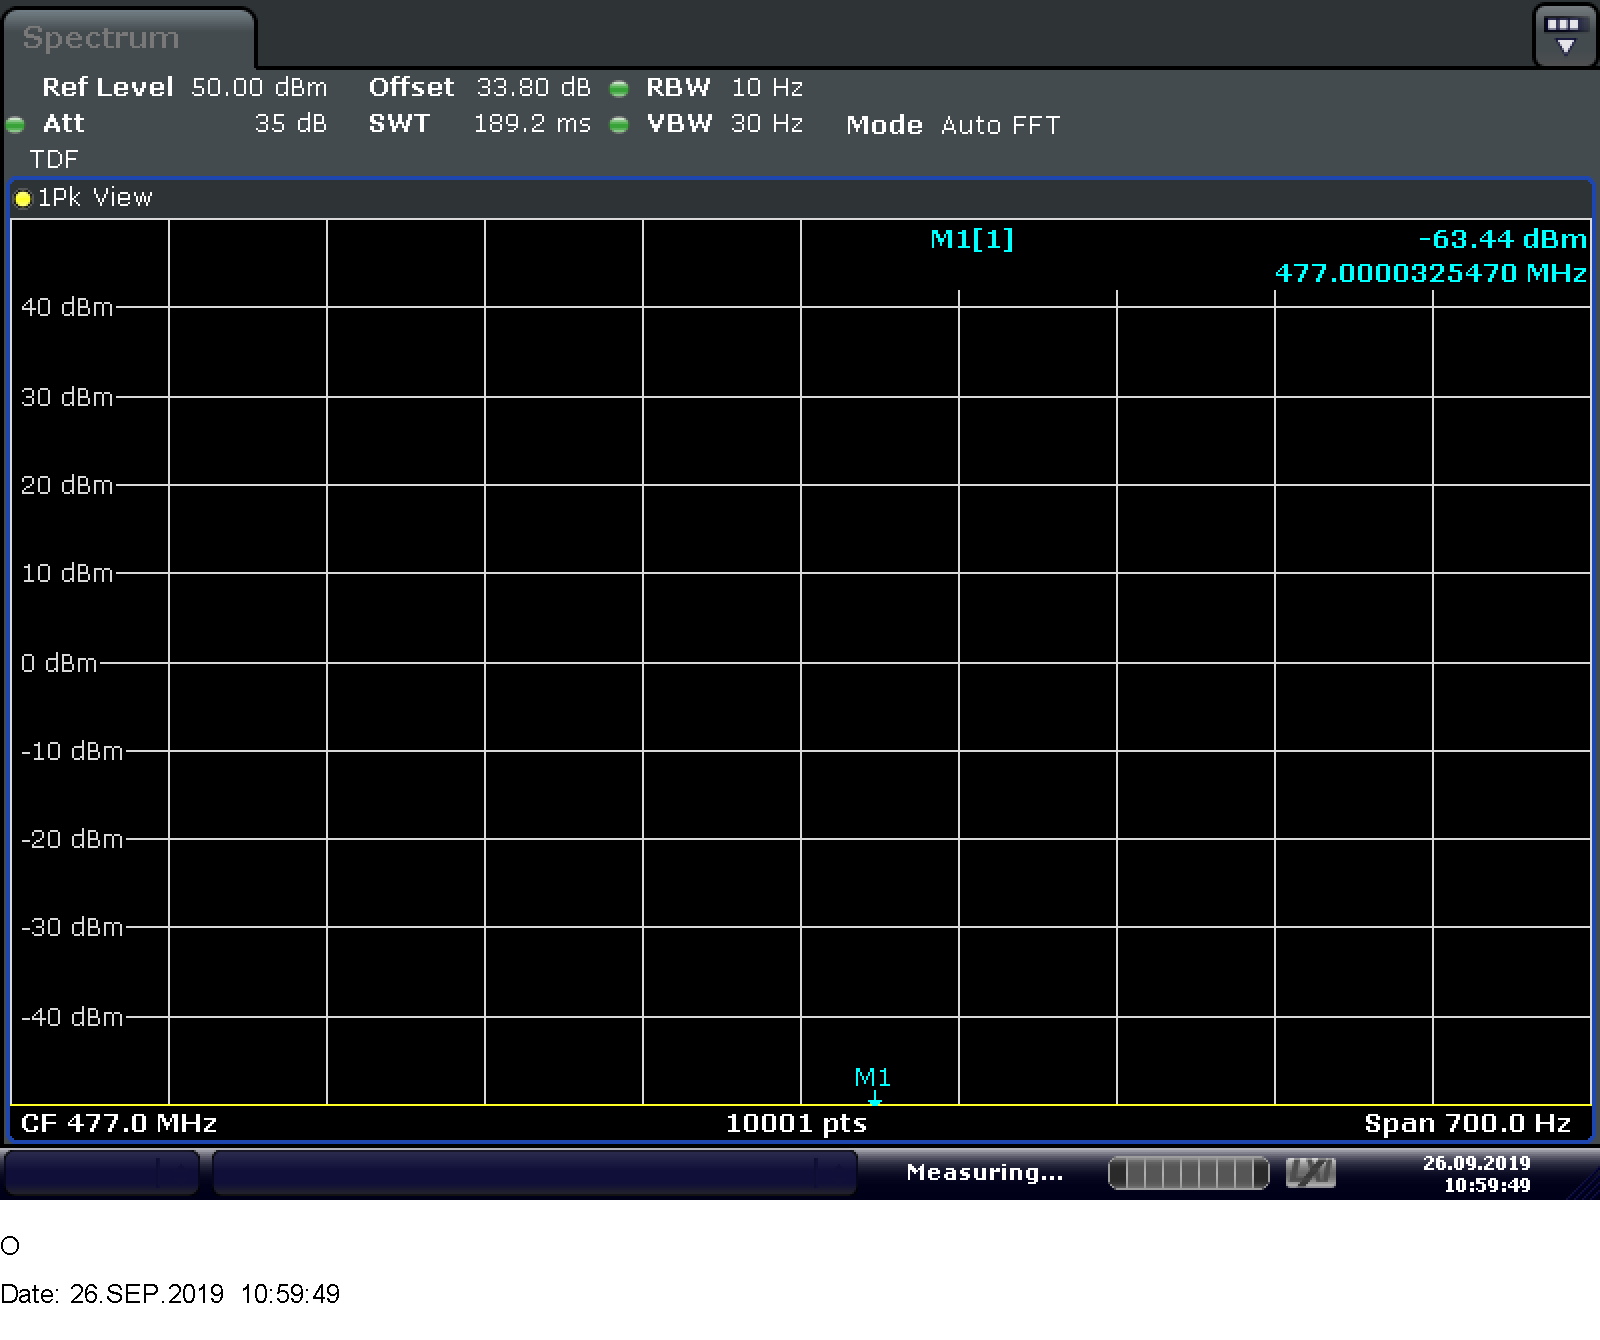 Spectrum
Ref Level 50.00 dBm Offset 33.80 dB RBW 10 Hz
Att 35 dB SWT 189.2 ms VBW 30 Hz Mode Auto FFT
TDF
1Pk View
M1[1] -63.44 dBm
477.0000325470 MHz
40 dBm
30 dBm
20 dBm
10 dBm
0 dBm
-10 dBm
-20 dBm
-30 dBm
-40 dBm
M1
CF 477.0 MHz 10001 pts Span 700.0 Hz
Measuring... LXI 26.09.2019
10:59:49
O
Date: 26.SEP.2019 10:59:49